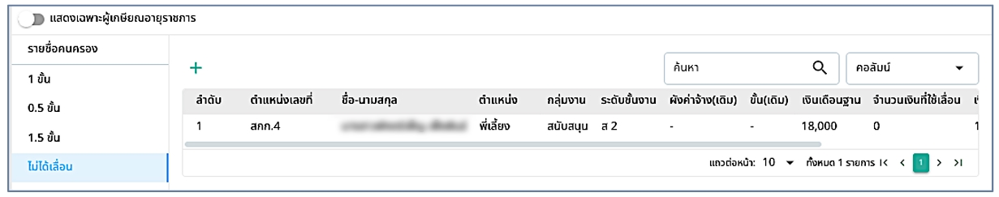 แสดงเฉพาะผู้เกษียณอายุราชการ
รายชื่อคนครอง
1 ขั้น
0.5 ขั้น
1.5 ขั้น
ไม่ได้เลื่อน
+
ค้นหา
คอลัมน์
ลำดับ ตำแหน่งเลขที่ ชื่อ-นามสกุล ตำแหน่ง กลุ่มงาน ระดับชั้นงาน ผังค่าจ้าง(เดิม) ขั้น(เดิม) เงินเดือนฐาน จำนวนเงินที่ใช้เลื่อน
1 สกก.4 พี่เลี้ยง สนับสนุน ส 2 - - 18,000 0
แถวต่อหน้า: 10 ทั้งหมด 1 รายการ 1